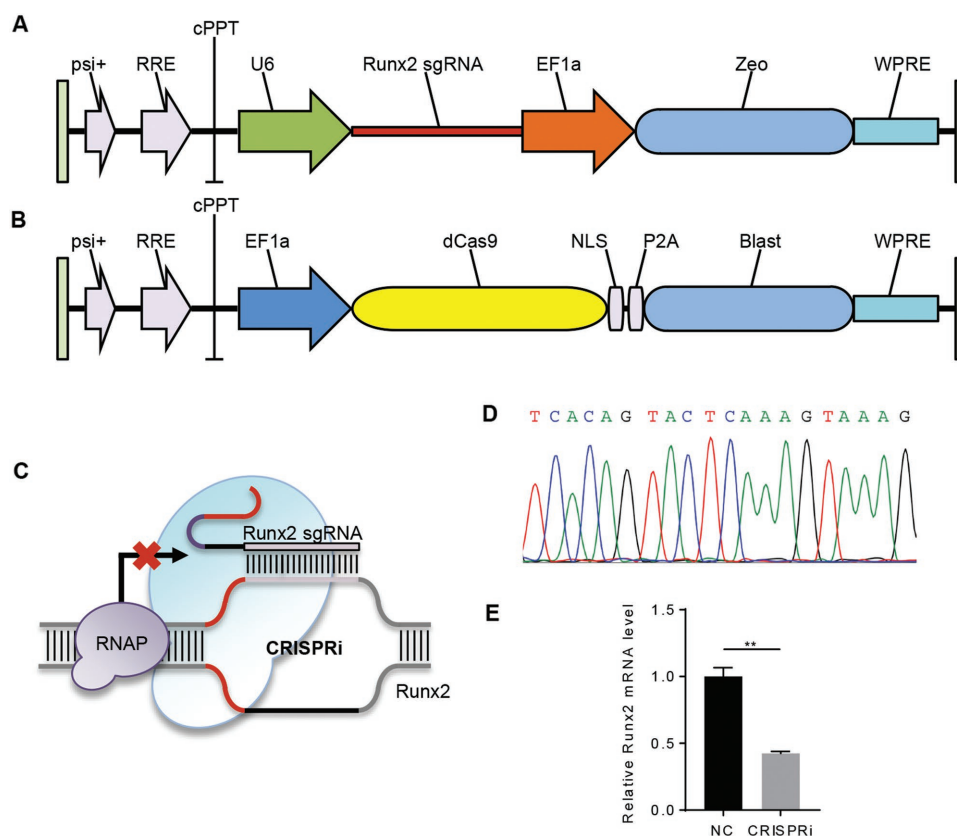 A
cPPT
psi+ RRE U6 Runx2 sgRNA EF1a Zeo WPRE
B
cPPT
psi+ RRE EF1a dCas9 NLS P2A Blast WPRE
C
Runx2 sgRNA
RNAP
CRISPRi
Runx2
D
T C A C A G T A C T C A A A G T A A A G
E
Relative Runx2 mRNA level
1.5
1.0
0.5
0.0
**
NC CRISPRi